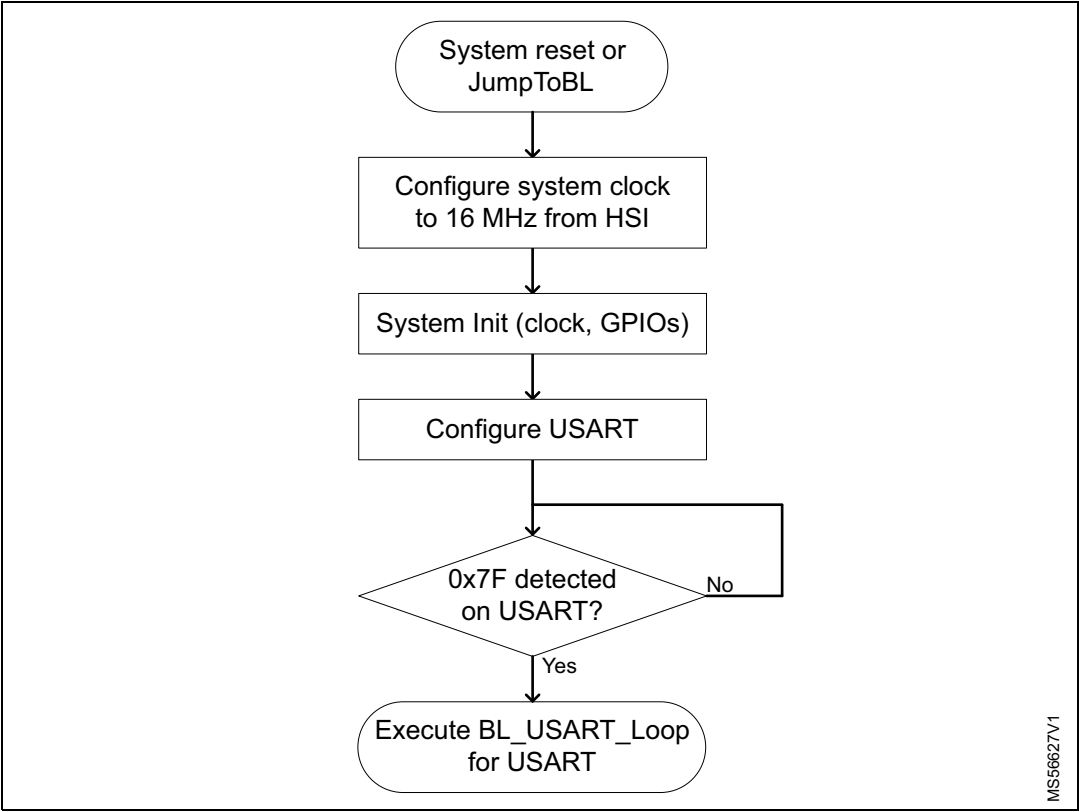 System reset or
JumpToBL
Configure system clock
to 16 MHz from HSI
System Init (clock, GPIOs)
Configure USART
0x7F detected
on USART?
No
Yes
Execute BL_USART_Loop
for USART
MS56627V1